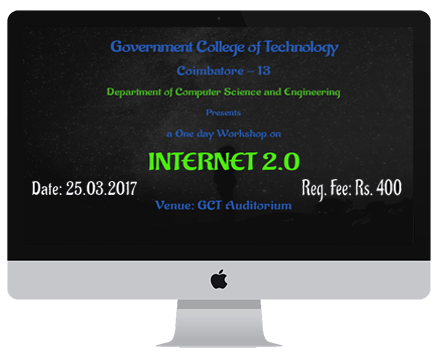 Government College of Technology
Coimbatore – 13
Department of Computer Science and Engineering
Presents
a One day Workshop on
INTERNET 2.0
Date: 25.03.2017 Reg. Fee: Rs. 400
Venue: GCT Auditorium